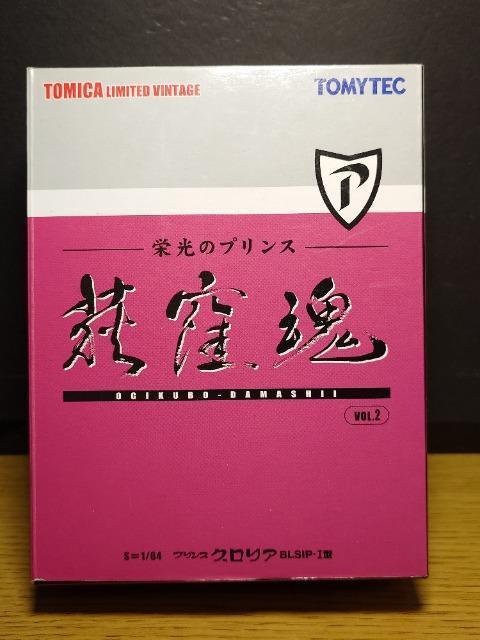 TOMICA LIMITED VINTAGE
TOMYTEC
P
栄光のプリンス
荻窪魂
OGIKUBO-DAMASHII
VOL.2
S=1/64 プリンス グロリア BLSIP-1型